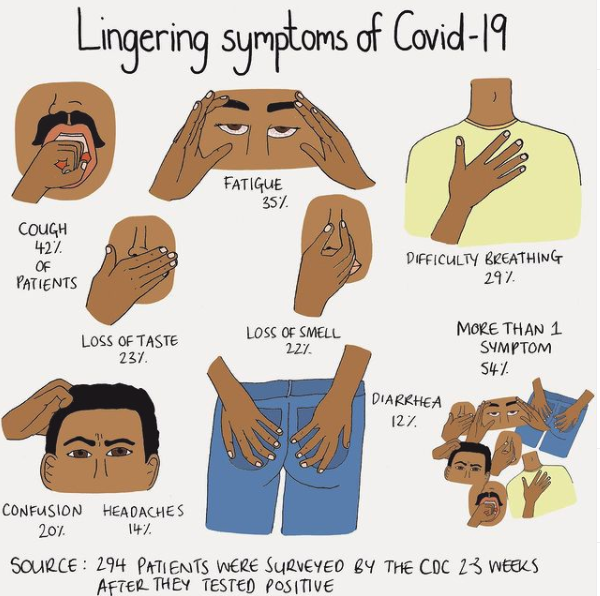 Lingering symptoms of Covid-19
FATIGUE
35%
COUGH
42%
OF
PATIENTS
DIFFICULTY BREATHING
29%
LOSS OF TASTE
23%
LOSS OF SMELL
22%
MORE THAN 1
SYMPTOM
54%
DIARRHEA
12%
CONFUSION
20%
HEADACHES
14%
SOURCE: 294 PATIENTS WERE SURVEYED BY THE CDC 2-3 WEEKS
AFTER THEY TESTED POSITIVE